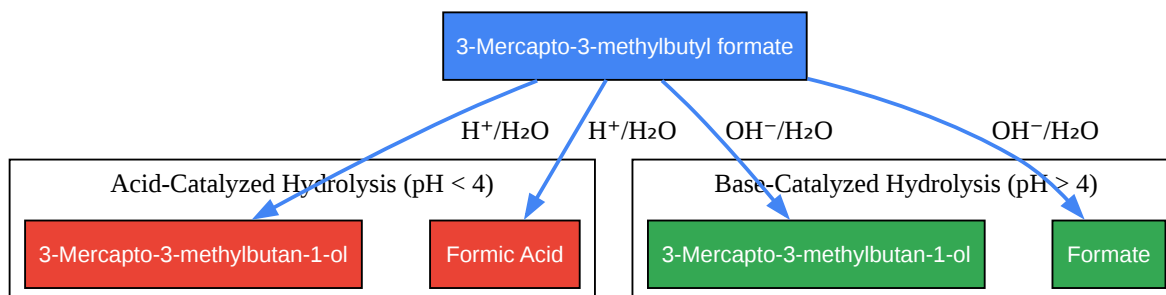 3-Mercapto-3-methylbutyl formate
H⁺/H₂O
H⁺/H₂O
OH⁻/H₂O
OH⁻/H₂O
Acid-Catalyzed Hydrolysis (pH < 4)
Base-Catalyzed Hydrolysis (pH > 4)
3-Mercapto-3-methylbutan-1-ol
Formic Acid
3-Mercapto-3-methylbutan-1-ol
Formate